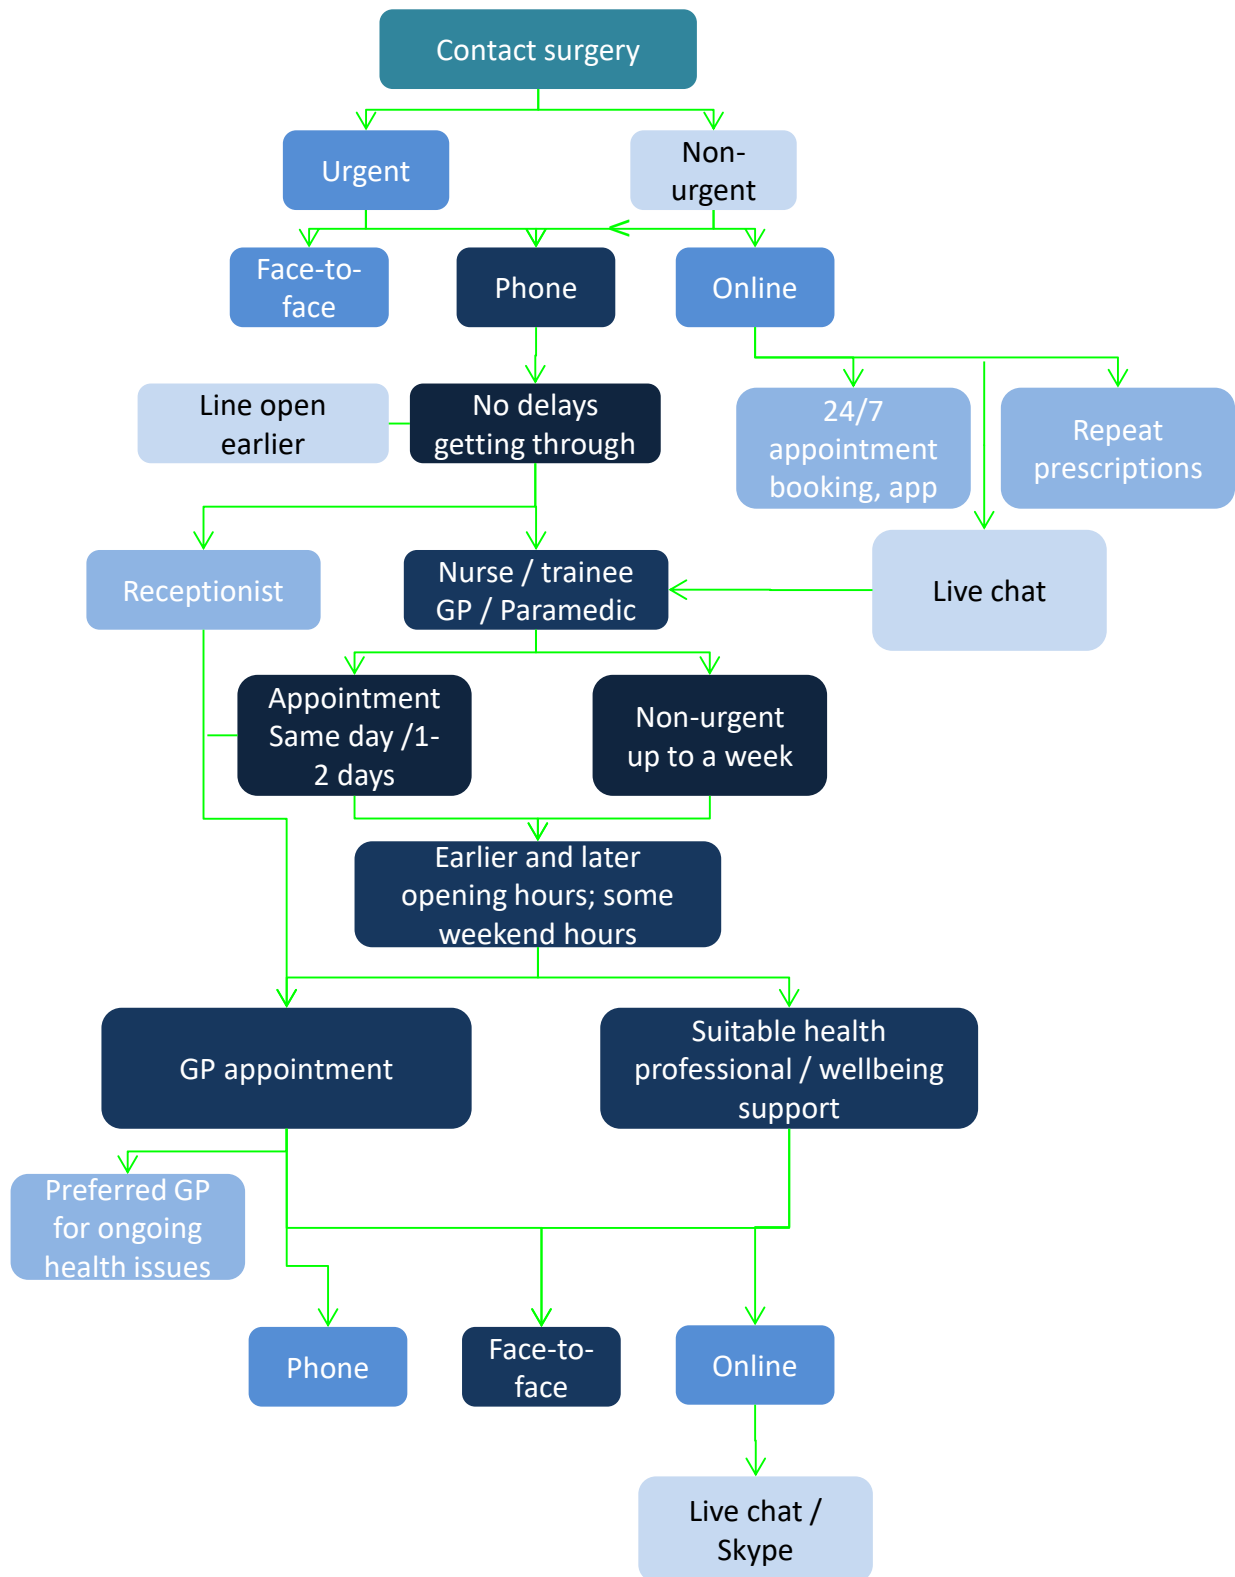 Contact surgery
Urgent
Non-
urgent
Face-to-
face
Phone
Online
Line open
earlier
No delays
getting through
24/7
appointment
booking, app
Repeat
prescriptions
Receptionist
Nurse / trainee
GP / Paramedic
Live chat
Appointment
Same day /1-
2 days
Non-urgent
up to a week
Earlier and later
opening hours; some
weekend hours
GP appointment
Suitable health
professional / wellbeing
support
Preferred GP
for ongoing
health issues
Phone
Face-to-
face
Online
Live chat /
Skype